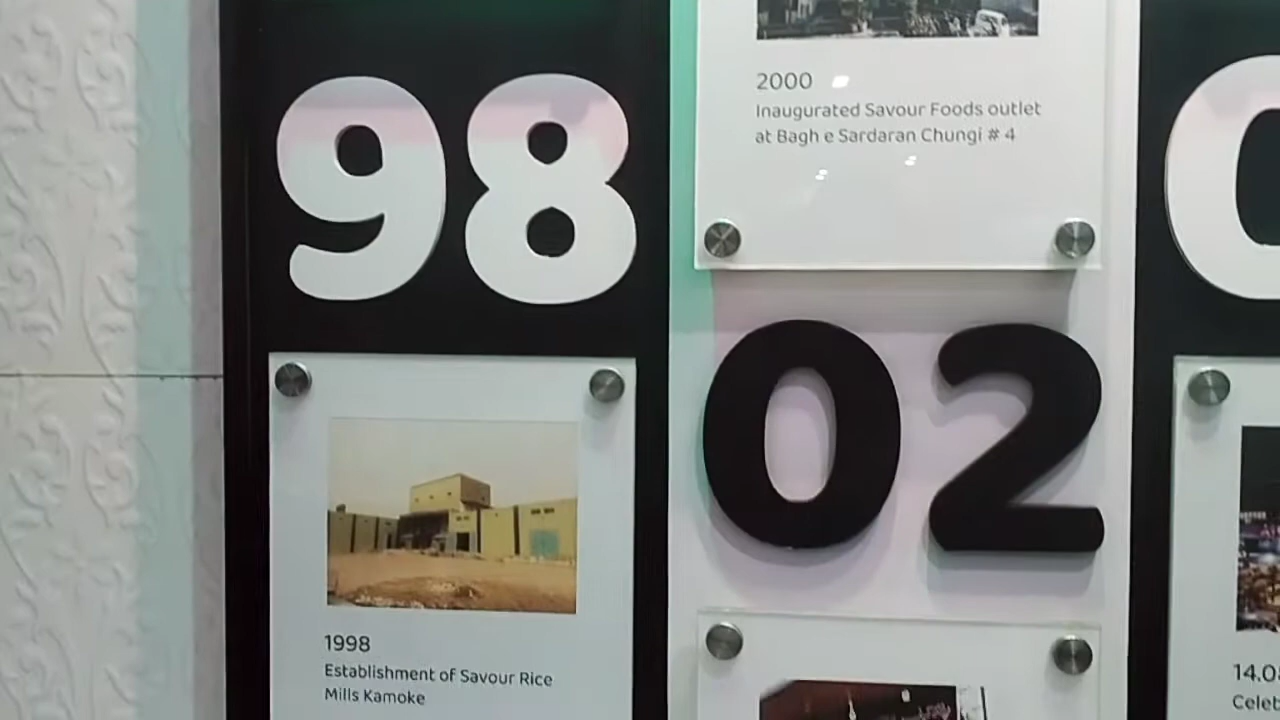 98
1998
Establishment of Savour Rice
Mills Kamoke
2000
Inaugurated Savour Foods outlet
at Bagh e Sardaran Chungi # 4
02